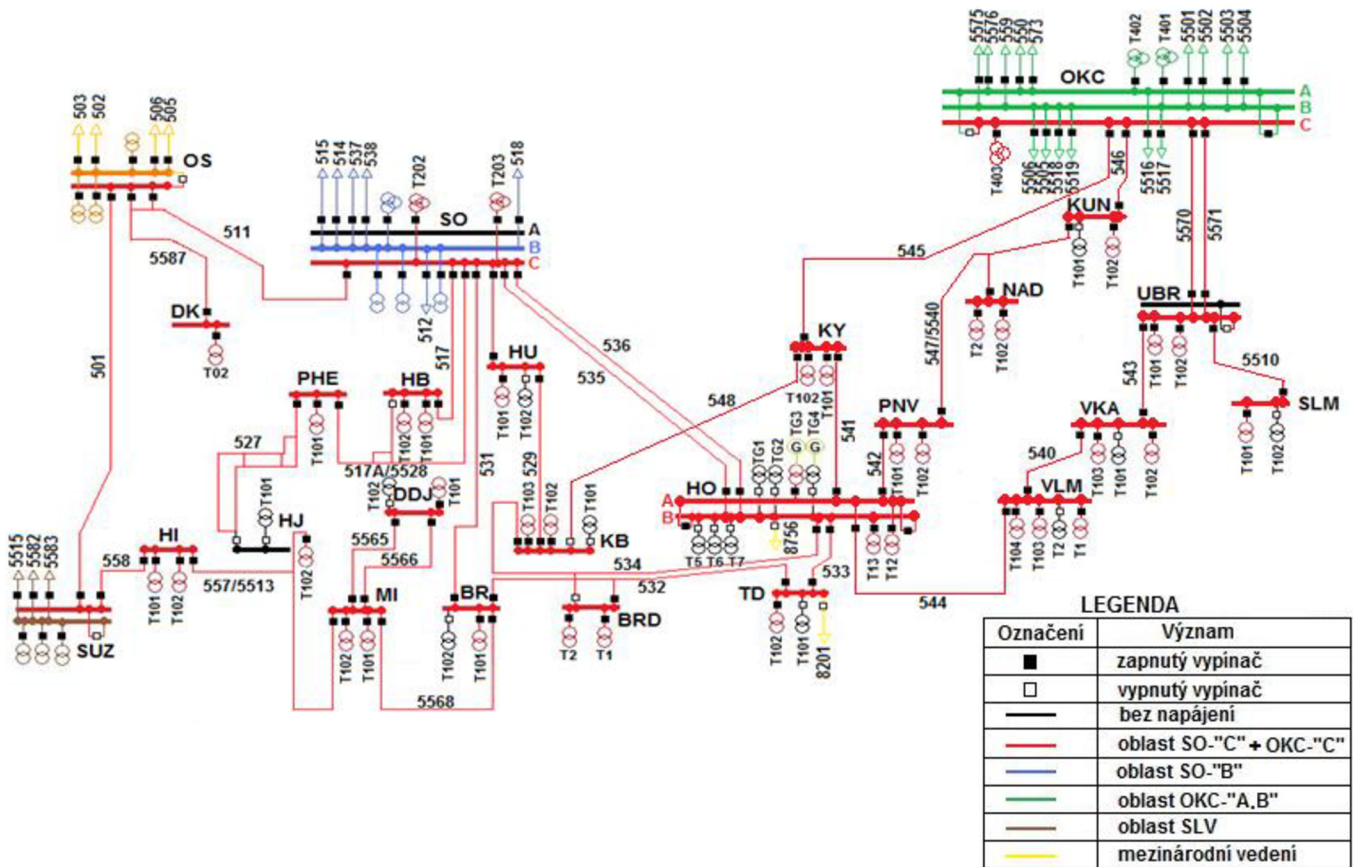 503
502
506
505
OS
515
514
537
538
T202
T203
518
SO
A
B
C
5575
5576
559
550
573
T402
T401
5501
5502
5503
5504
OKC
A
B
C
T403
5506
5505
5518
5519
5516
5517
546
KUN
T101
T102
5570
5571
511
5587
DK
T02
501
512
517
HU
T101
T102
536
535
545
KY
T102
T101
NAD
T2
T102
UBR
T101
T102
5510
SLM
T101
T102
PHE
T101
HB
T102
T101
527
517A/5528
531
529
548
TG1
TG2
TG3
TG4
G
G
541
PNV
T101
T102
547/5540
542
543
VKA
T103
T101
T102
540
VLM
T104
T103
T2
T1
T101
HJ
T102
T102
DDJ
T101
T103
T102
T101
KB
HO
A
B
T5
T6
T7
8756
T13
T12
5515
5582
5583
HI
T101
T102
558
557/5513
5565
5566
MI
T102
T101
BR
T102
T101
534
532
533
BRD
T2
T1
TD
T102
T101
8201
544
SUZ
5568
LEGENDA
Označení
Význam
zapnutý vypínač
vypnutý vypínač
bez napájení
oblast SO-"C" + OKC-"C"
oblast SO-"B"
oblast OKC-"A,B"
oblast SLV
mezinárodní vedení